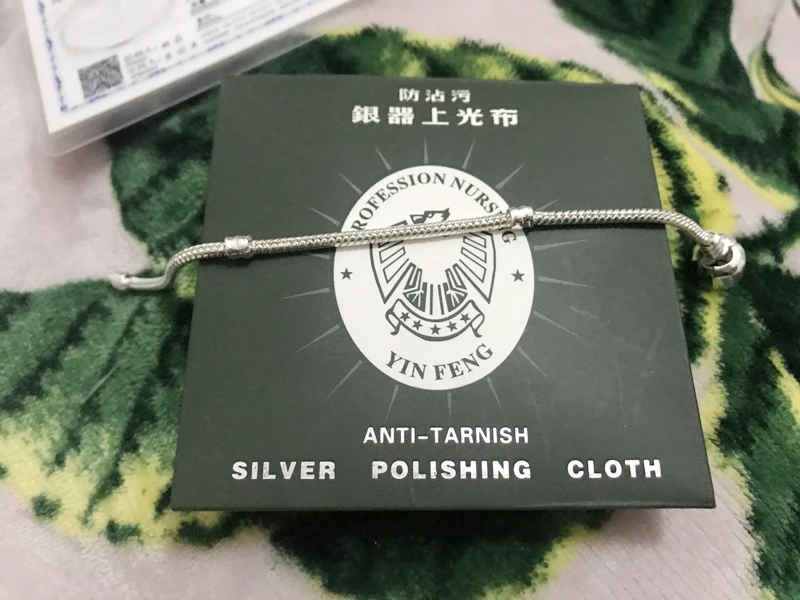 防沾污
銀器上光布
YIN FENG
ANTI-TARNISH
SILVER POLISHING CLOTH